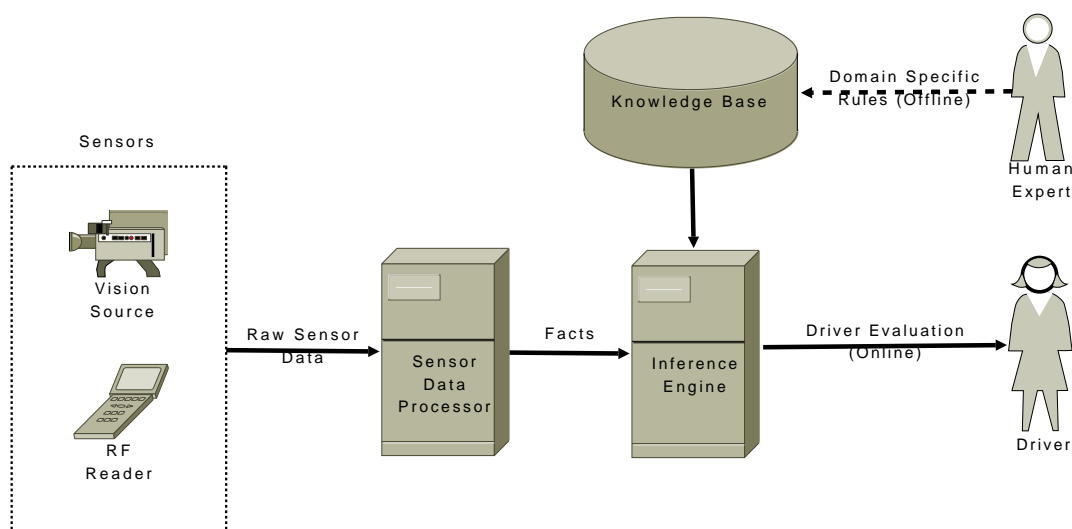 Sensors
Vision
Source
RF
Reader
Raw Sensor
Data
Sensor
Data
Processor
Facts
Knowledge Base
Inference
Engine
Domain Specific
Rules (Offline)
Human
Expert
Driver Evaluation
(Online)
Driver